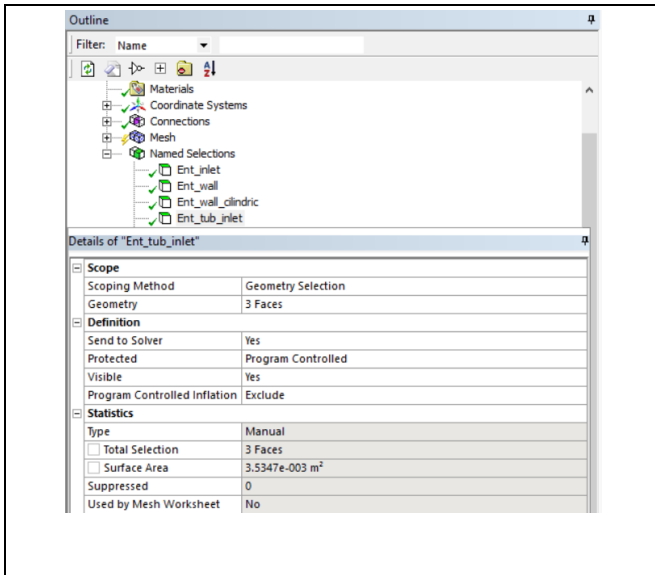 Outline
Filter: Name
Materials
Coordinate Systems
Connections
Mesh
Named Selections
Ent_inlet
Ent_wall
Ent_wall_cilindric
Ent_tub_inlet
Details of "Ent_tub_inlet"
Scope
Scoping Method Geometry Selection
Geometry 3 Faces
Definition
Send to Solver Yes
Protected Program Controlled
Visible Yes
Program Controlled Inflation Exclude
Statistics
Type Manual
Total Selection 3 Faces
Surface Area 3.5347e-003 m²
Suppressed 0
Used by Mesh Worksheet No